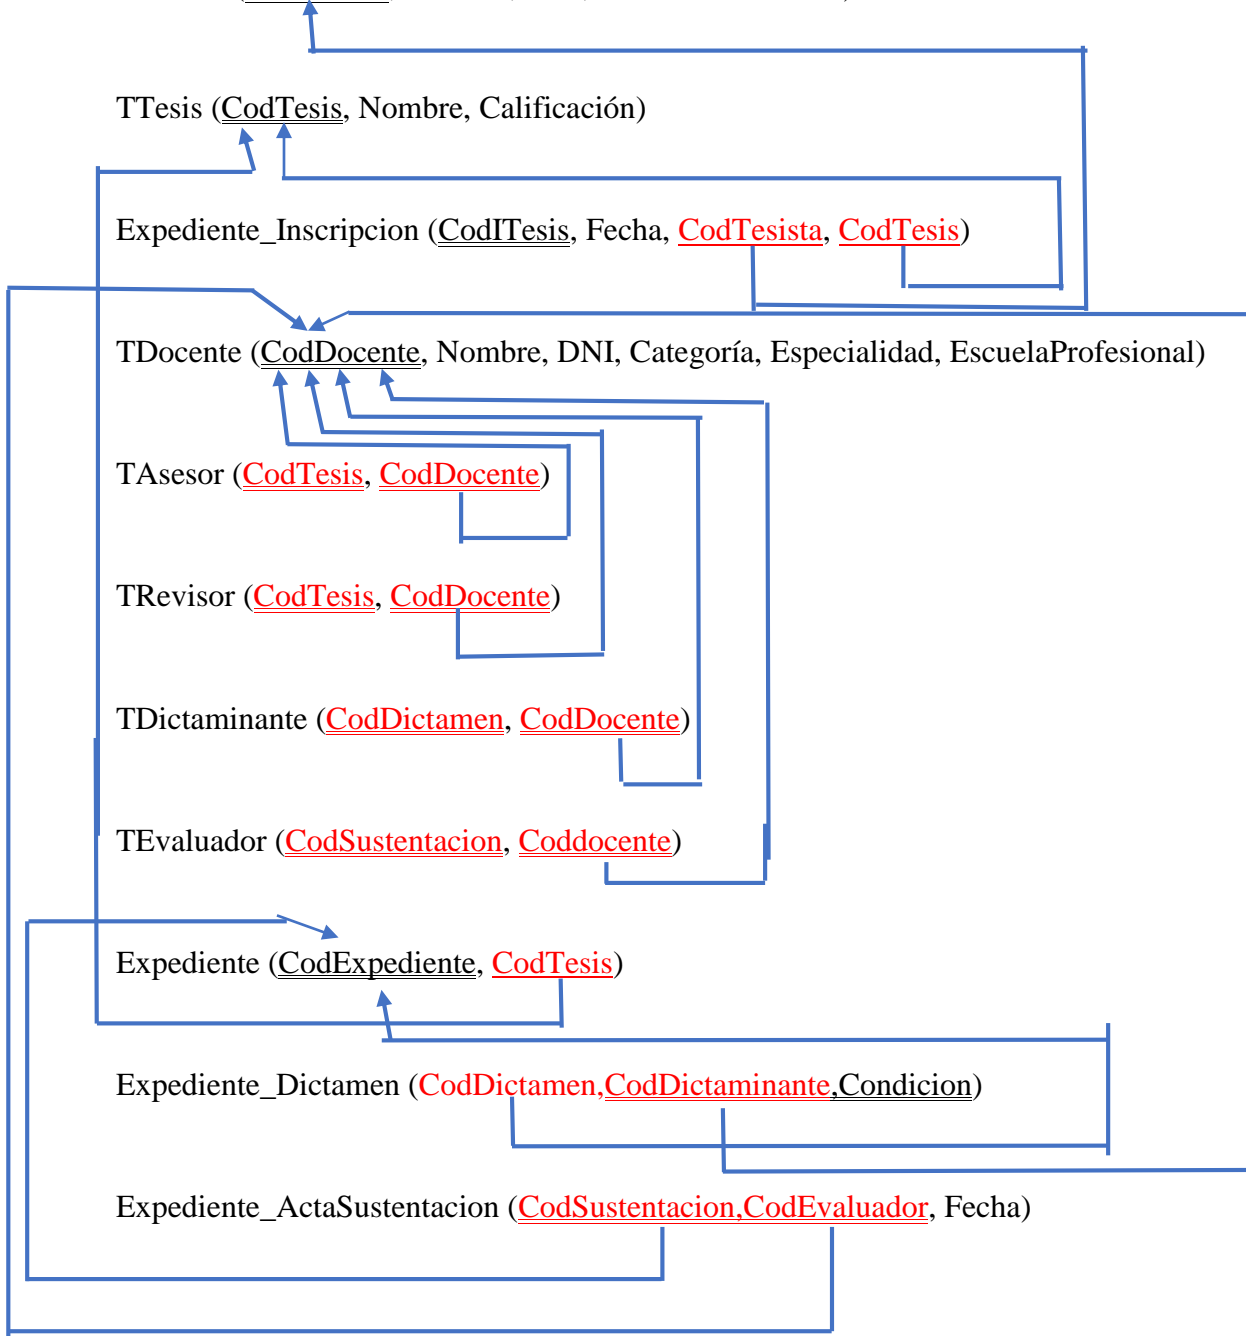 TTesis (CodTesis, Nombre, Calificación)
Expediente_Inscripcion (CodITesis, Fecha, CodTesista, CodTesis)
TDocente (CodDocente, Nombre, DNI, Categoría, Especialidad, EscuelaProfesional)
TAsesor (CodTesis, CodDocente)
TRevisor (CodTesis, CodDocente)
TDictaminante (CodDictamen, CodDocente)
TEvaluador (CodSustentacion, Coddocente)
Expediente (CodExpediente, CodTesis)
Expediente_Dictamen (CodDictamen,CodDictaminante,Condicion)
Expediente_ActaSustentacion (CodSustentacion,CodEvaluador, Fecha)